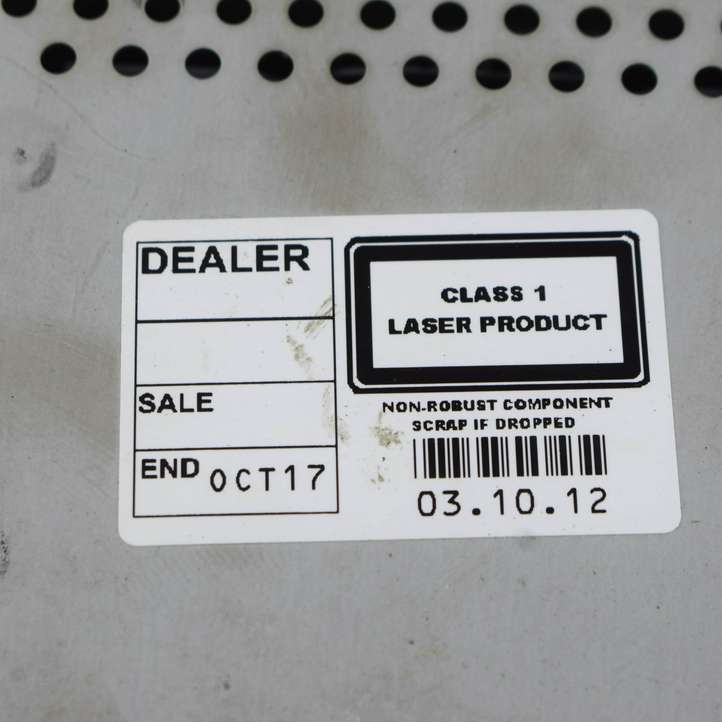 DEALER
SALE
END OCT17
CLASS 1
LASER PRODUCT
NON-ROBUST COMPONENT
SCRAP IF DROPPED
03.10.12